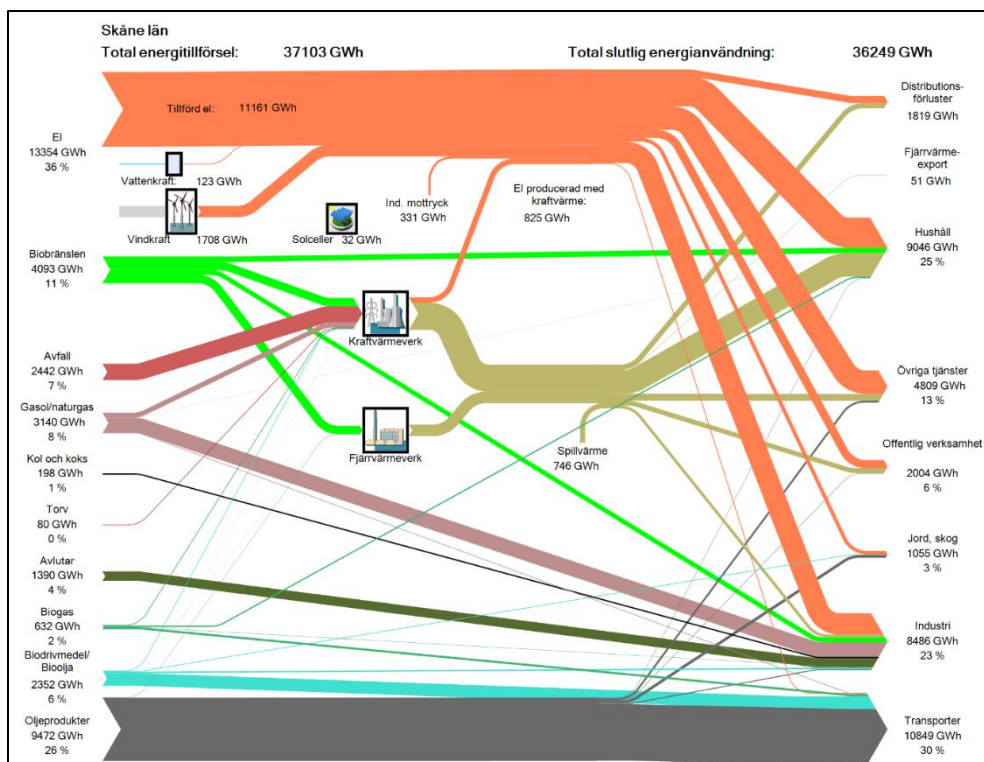 Skåne län
Total energitillförsel: 37103 GWh
Total slutlig energianvändning: 36249 GWh
Tillförd el: 11161 GWh
El
13354 GWh
36 %
Vattenkraft: 123 GWh
Vindkraft 1708 GWh
Solceller 32 GWh
Ind. mottryck
331 GWh
El producerad med
kraftvärme:
825 GWh
Biobränslen
4093 GWh
11 %
Kraftvärmeverk
Avfall
2442 GWh
7 %
Gasol/naturgas
3140 GWh
8 %
Fjärrvärmeverk
Spillvärme
746 GWh
Kol och koks
198 GWh
1 %
Torv
80 GWh
0 %
Avlutar
1390 GWh
4 %
Biogas
632 GWh
2 %
Biodrivmedel/
Bioolja
2352 GWh
6 %
Oljeprodukter
9472 GWh
26 %
Distributions-
förluster
1819 GWh
Fjärrvärme-
export
51 GWh
Hushåll
9046 GWh
25 %
Övriga tjänster
4809 GWh
13 %
Offentlig verksamhet
2004 GWh
6 %
Jord, skog
1055 GWh
3 %
Industri
8486 GWh
23 %
Transporter
10849 GWh
30 %